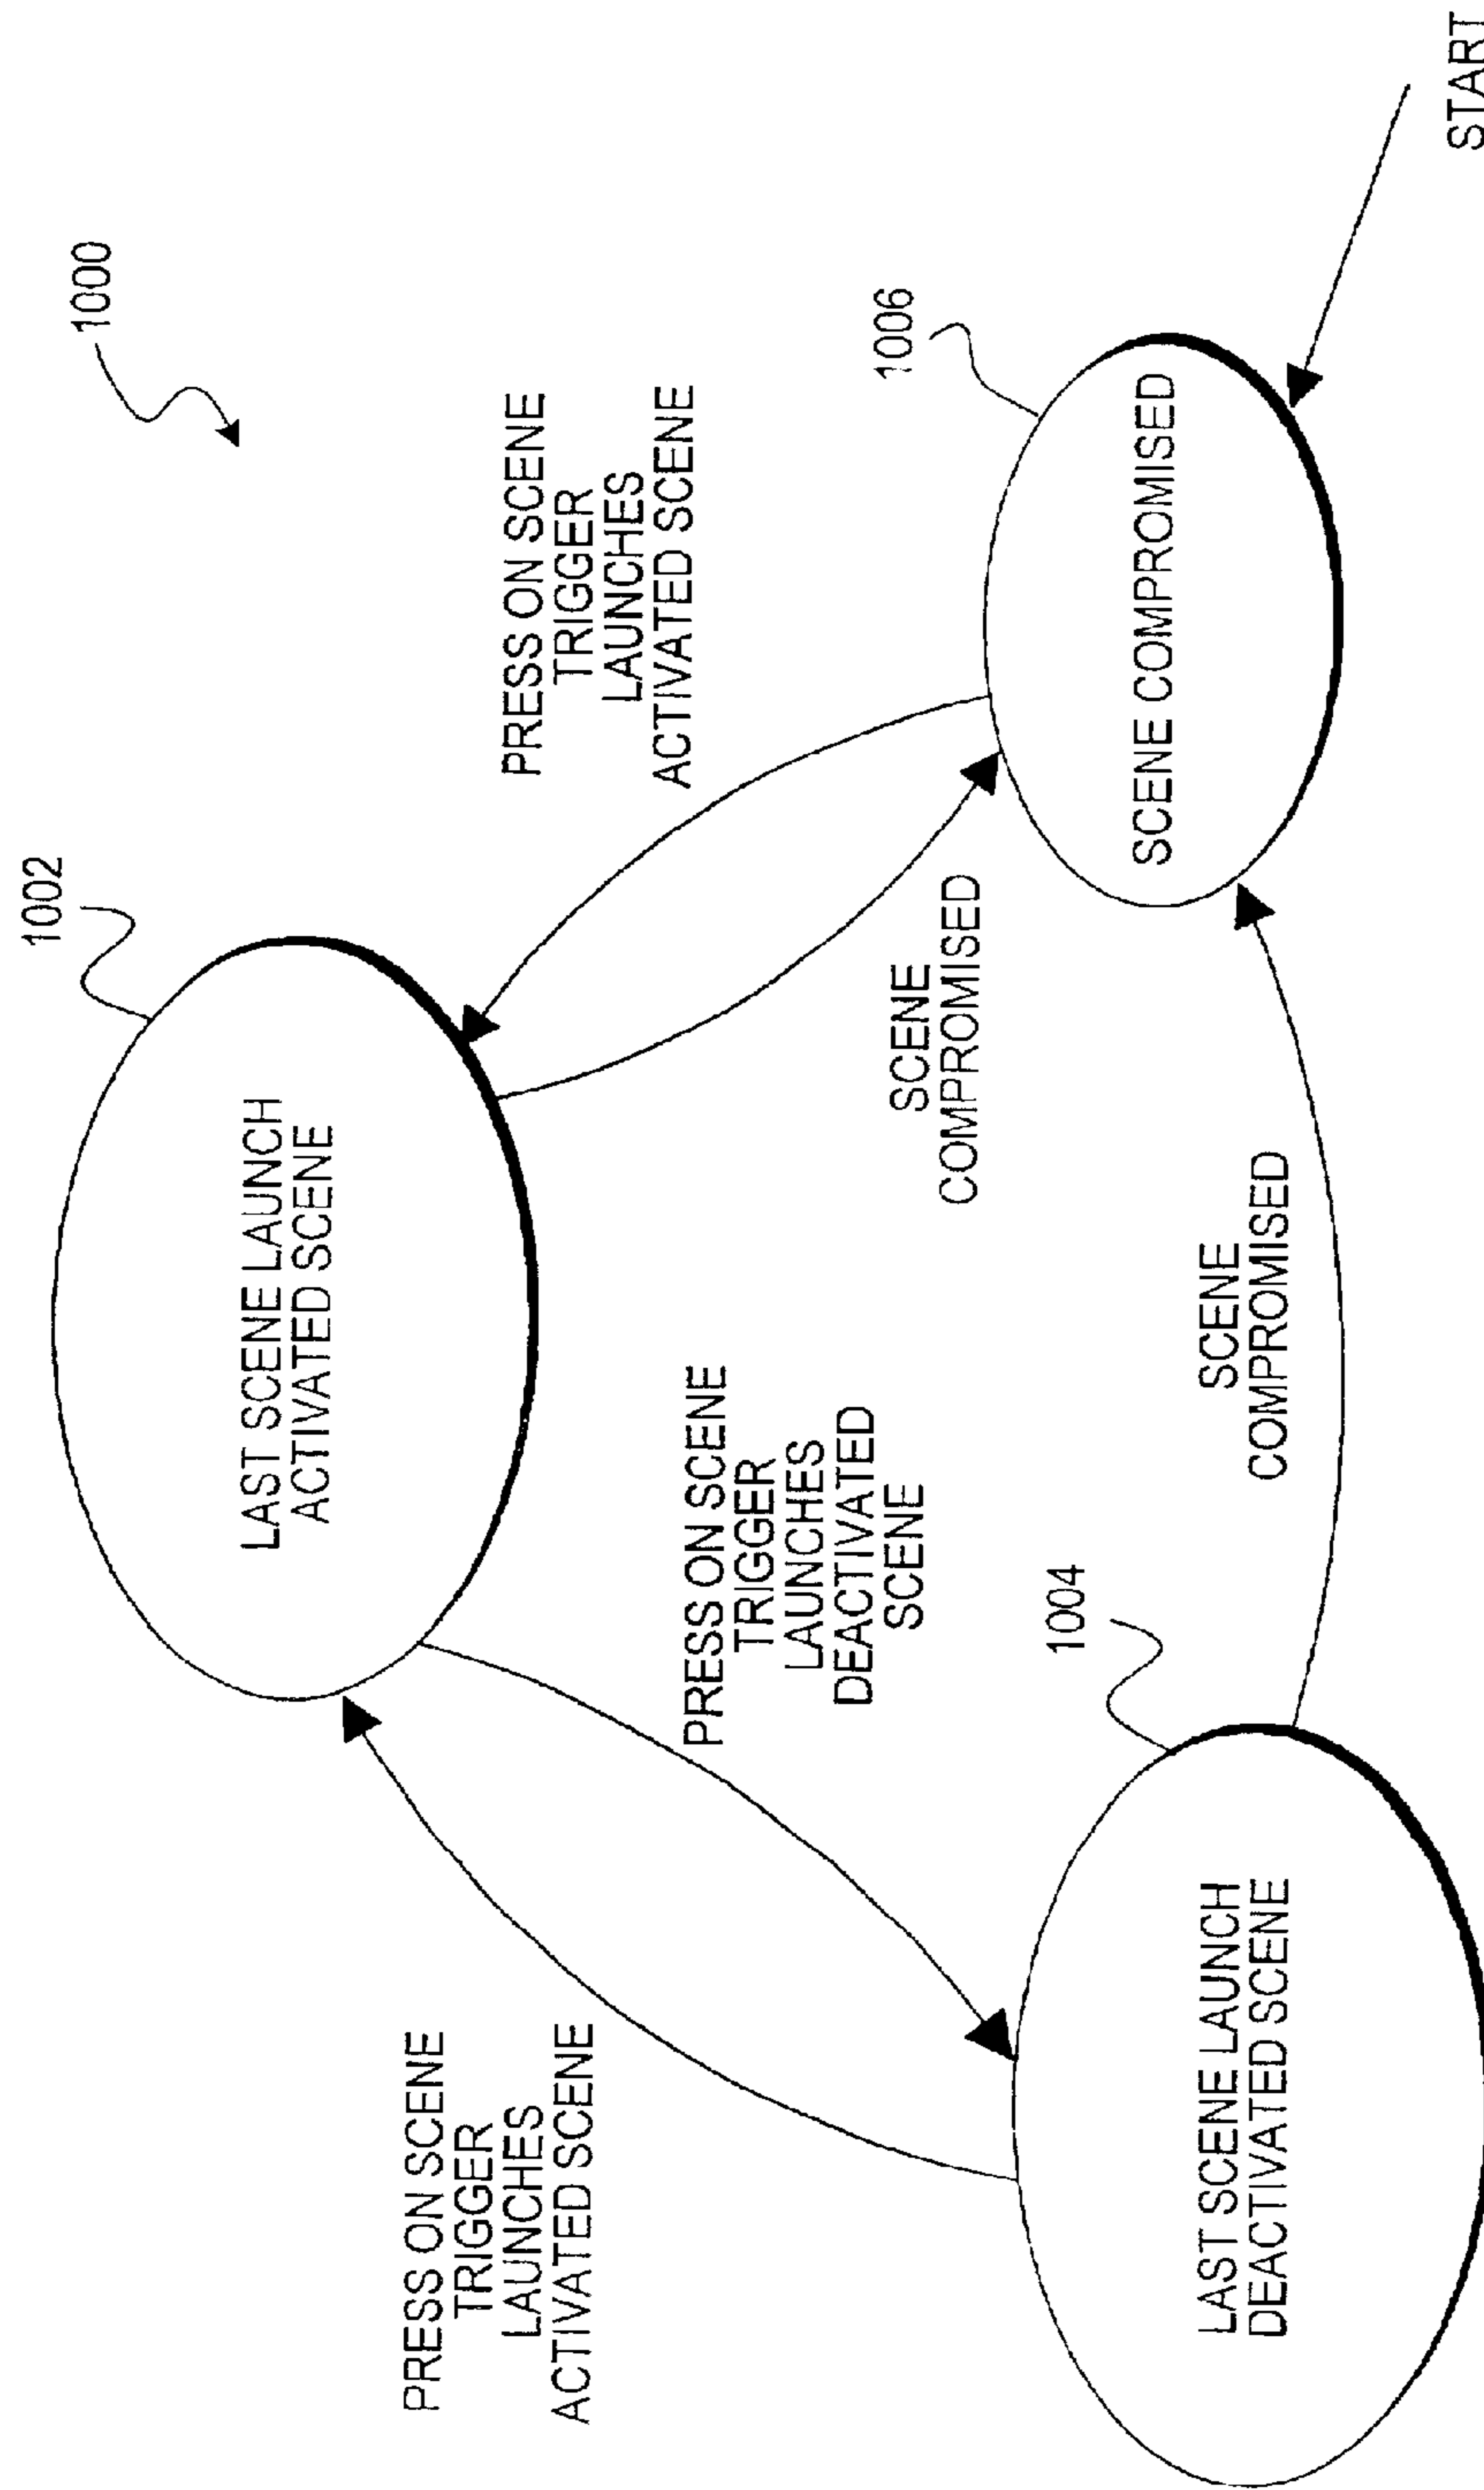 1000
1002
LAST SCENE LAUNCH
ACTIVATED SCENE
PRESS ON SCENE
TRIGGER
LAUNCHES
ACTIVATED SCENE
PRESS ON SCENE
TRIGGER
LAUNCHES
DEACTIVATED
SCENE
PRESS ON SCENE
TRIGGER
LAUNCHES
ACTIVATED SCENE
SCENE
COMPROMISED
1006
SCENE COMPROMISED
1004
LAST SCENE LAUNCH
DEACTIVATED SCENE
SCENE
COMPROMISED
START